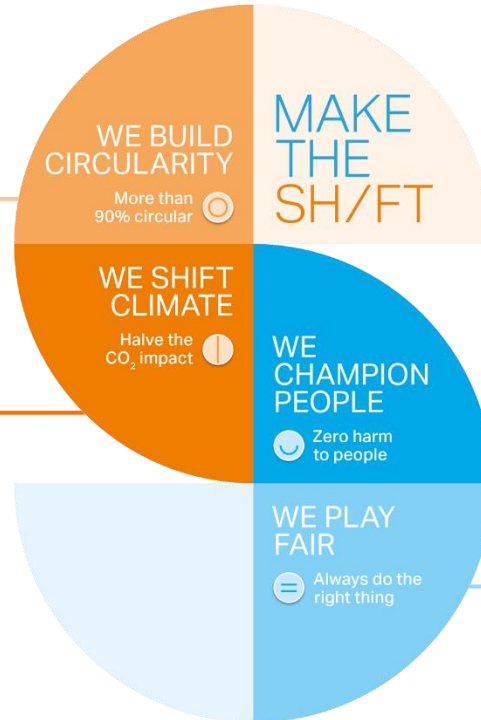 WE BUILD
CIRCULARITY
More than
90% circular
MAKE
THE
SH/FT
WE SHIFT
CLIMATE
Halve the
CO₂ impact
WE
CHAMPION
PEOPLE
Zero harm
to people
WE PLAY
FAIR
Always do the
right thing